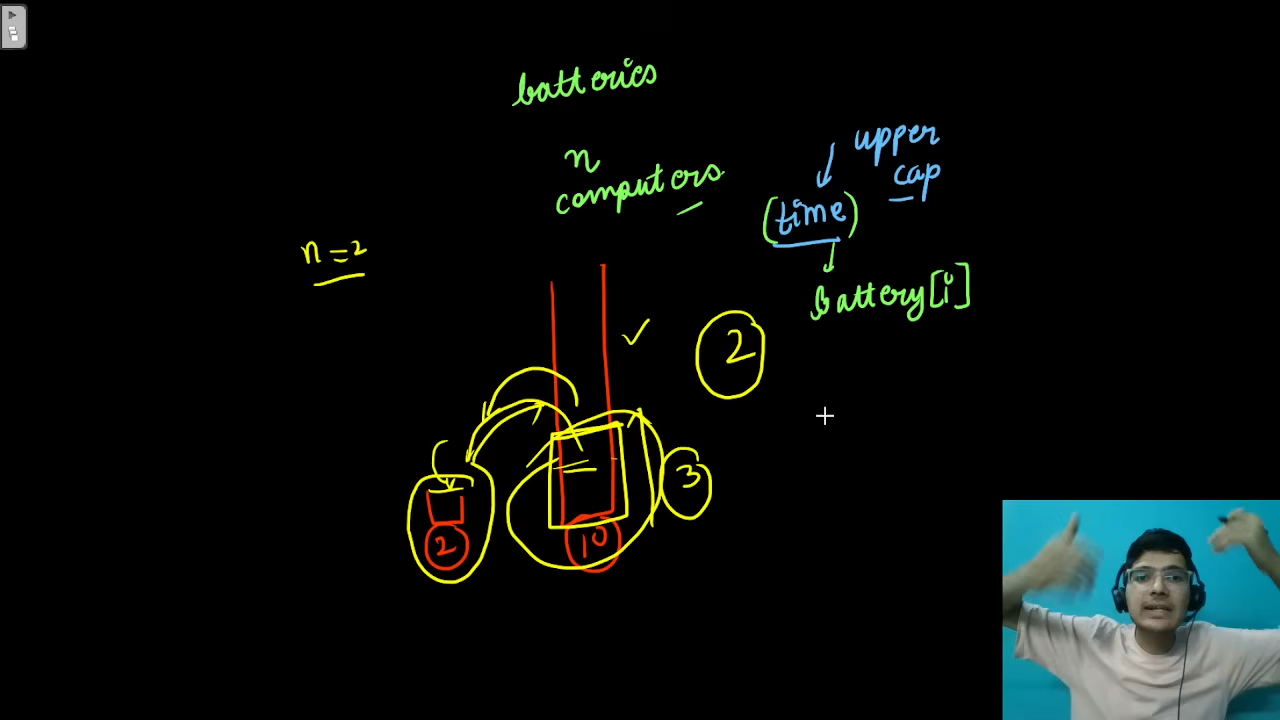 batteries
n
computers
upper
cap
(time)
battery[i]
n = 2
2
3
2
10